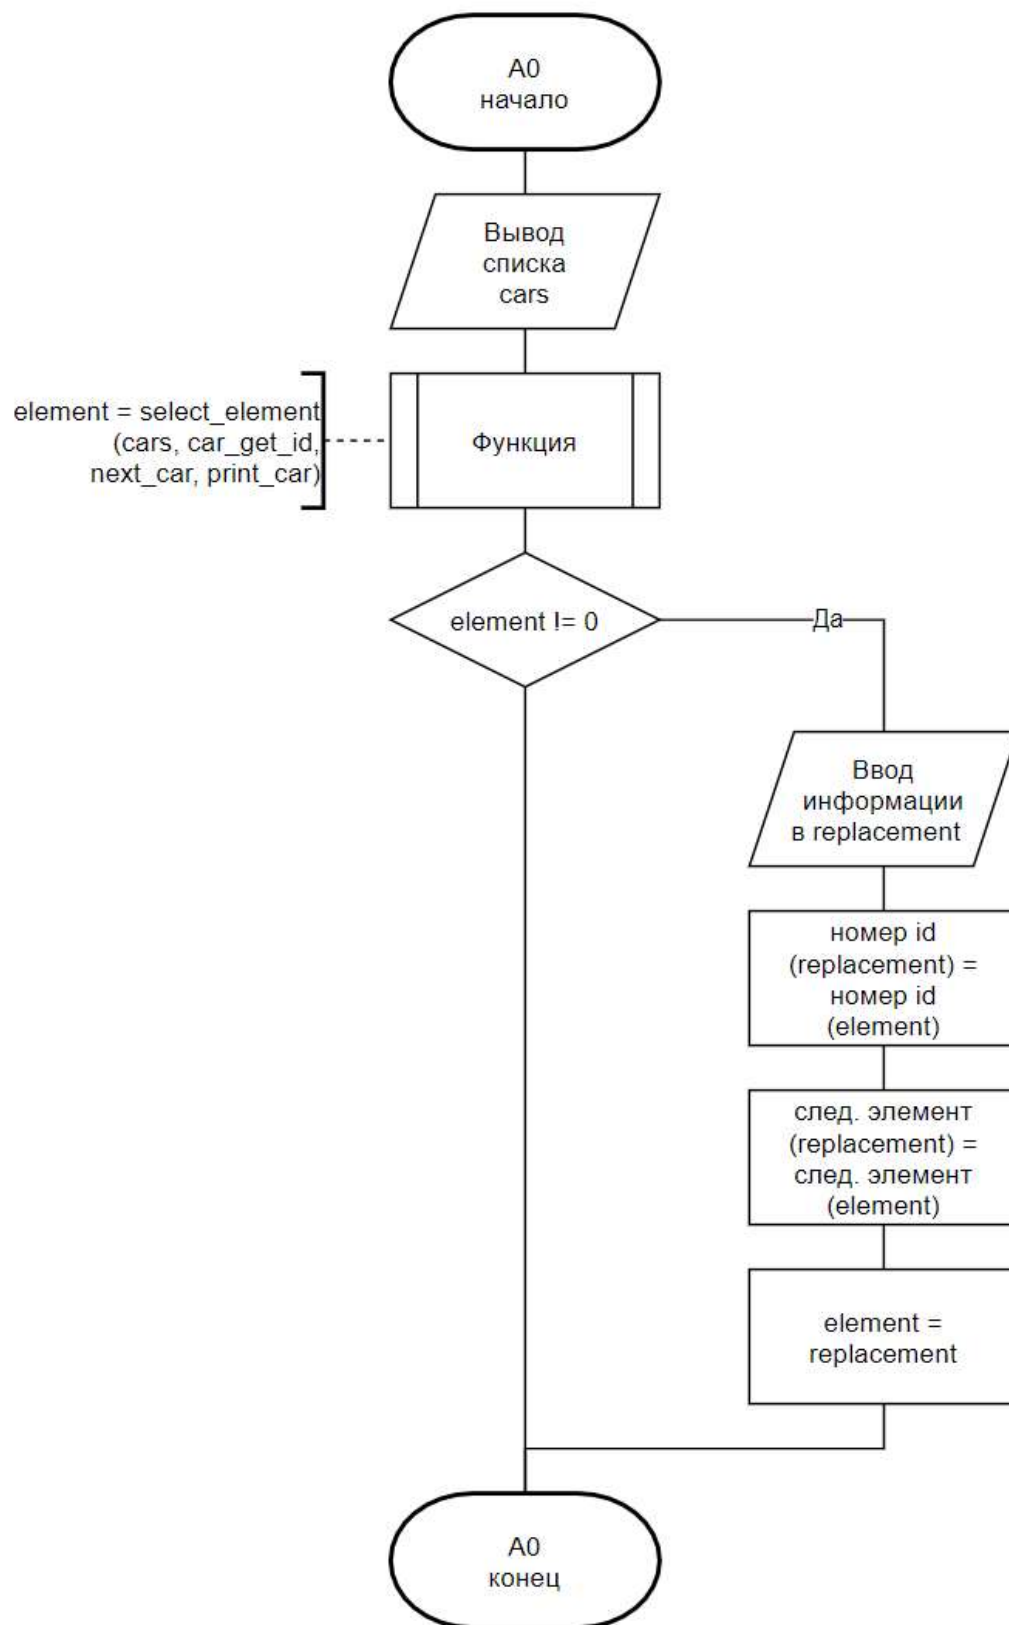 A0
начало
Вывод
списка
cars
element = select_element
(cars, car_get_id,
next_car, print_car)
Функция
element != 0
Да
Ввод
информации
в replacement
номер id
(replacement) =
номер id
(element)
след. элемент
(replacement) =
след. элемент
(element)
element =
replacement
A0
конец